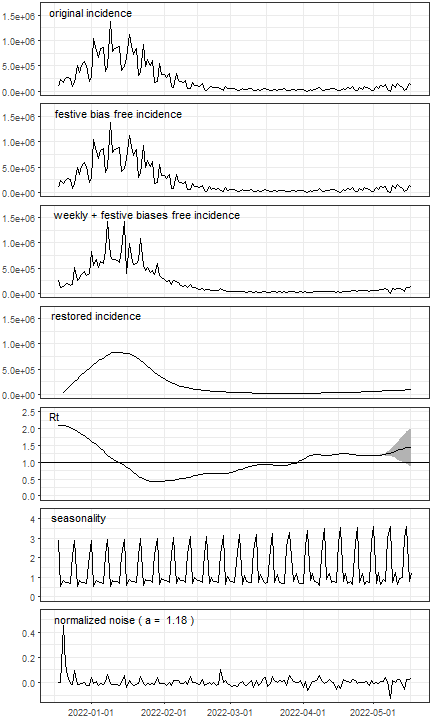 original incidence
1.5e+06
1.0e+06
5.0e+05
0.0e+00
festive bias free incidence
1.5e+06
1.0e+06
5.0e+05
0.0e+00
weekly + festive biases free incidence
1.5e+06
1.0e+06
5.0e+05
0.0e+00
restored incidence
1.5e+06
1.0e+06
5.0e+05
0.0e+00
Rt
2.5
2.0
1.5
1.0
0.5
0.0
seasonality
4
3
2
1
0
normalized noise ( a = 1.18 )
0.4
0.2
0.0
2022-01-01 2022-02-01 2022-03-01 2022-04-01 2022-05-01